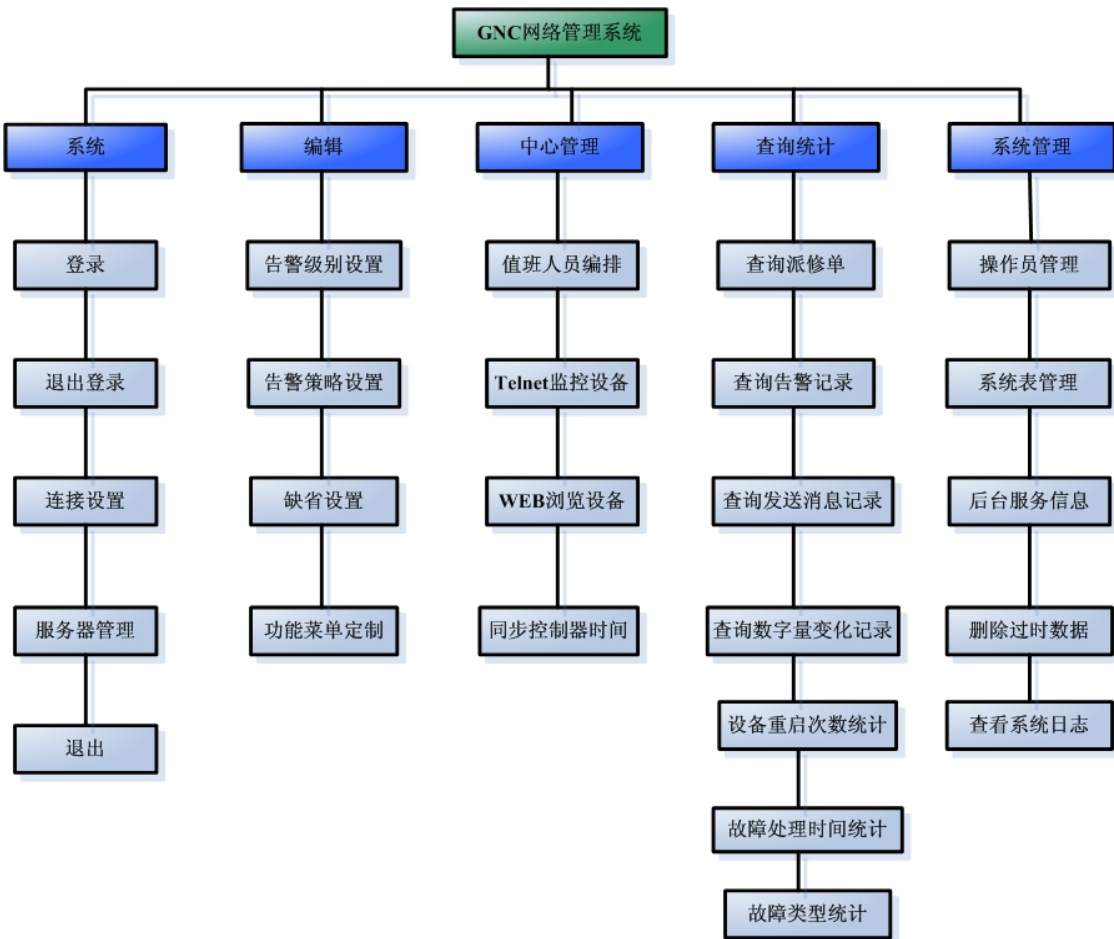 GNC网络管理系统
系统
编辑
中心管理
查询统计
系统管理
登录
告警级别设置
值班人员编排
查询派修单
操作员管理
退出登录
告警策略设置
Telnet监控设备
查询告警记录
系统表管理
连接设置
缺省设置
WEB浏览设备
查询发送消息记录
后台服务信息
服务器管理
功能菜单定制
同步控制器时间
查询数字量变化记录
删除过时数据
退出
设备重启次数统计
查看系统日志
故障处理时间统计
故障类型统计